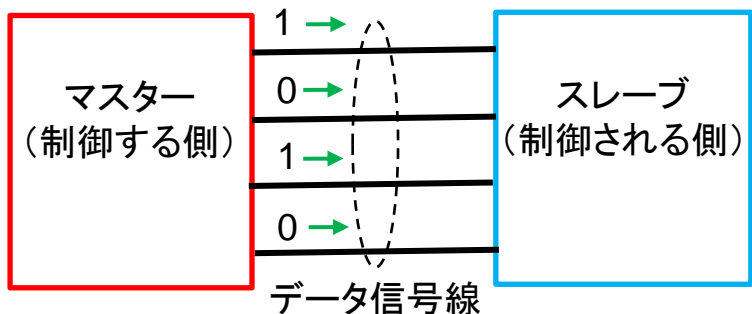 マスター
（制御する側）
1
0
1
0
スレーブ
（制御される側）
データ信号線